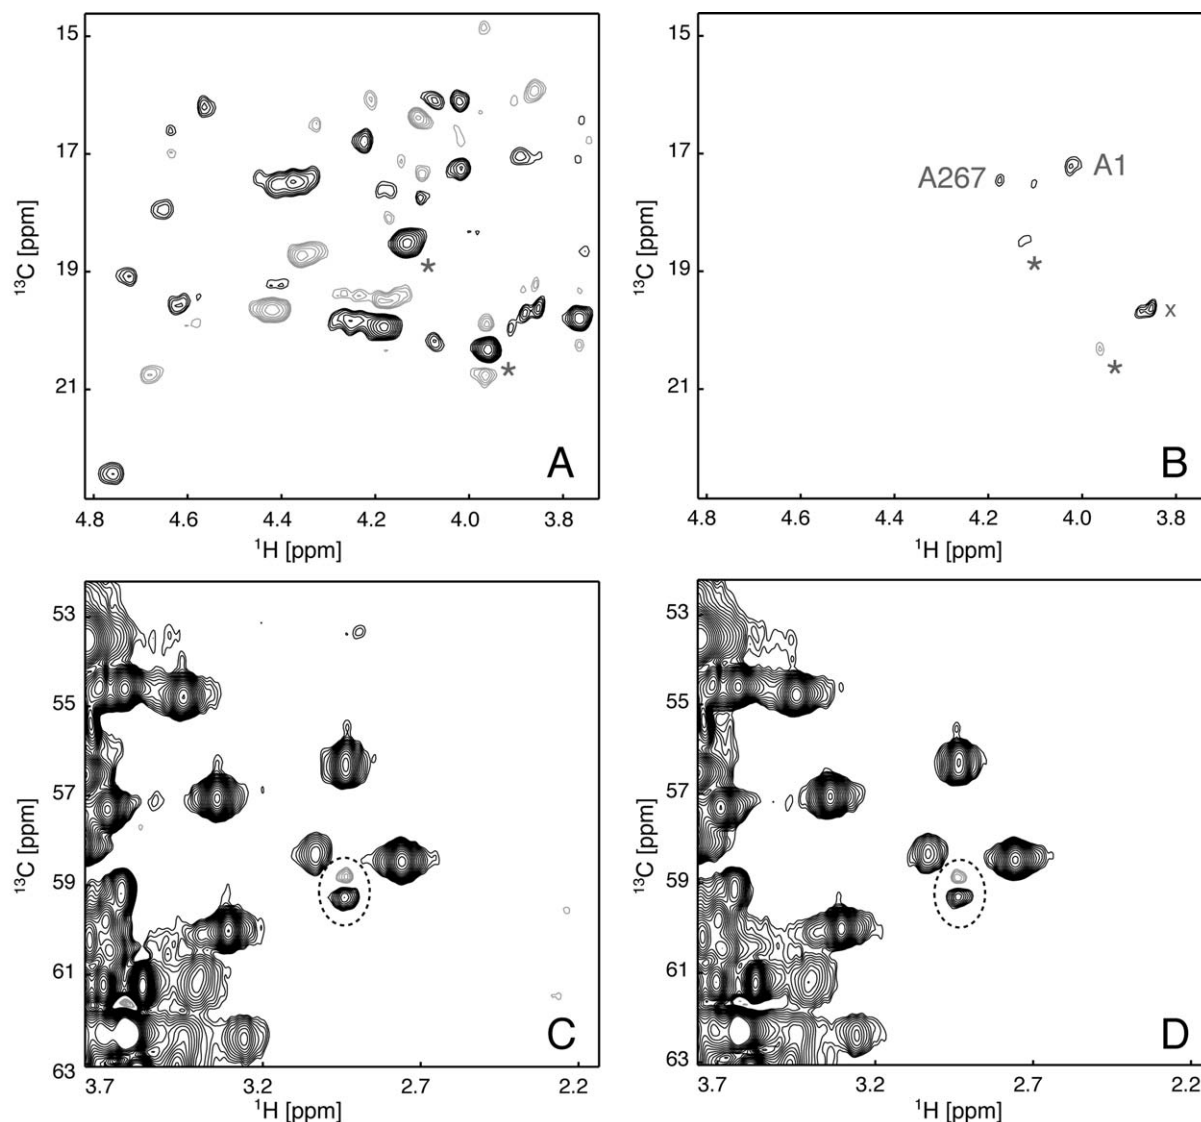 15
17
19
21
¹³C [ppm]
*
*
A
4.8
4.6
4.4
4.2
4.0
3.8
¹H [ppm]
15
17
19
21
¹³C [ppm]
A267
A1
*
x
*
B
4.8
4.6
4.4
4.2
4.0
3.8
¹H [ppm]
53
55
57
59
61
63
¹³C [ppm]
C
3.7
3.2
2.7
2.2
¹H [ppm]
53
55
57
59
61
63
¹³C [ppm]
D
3.7
3.2
2.7
2.2
¹H [ppm]